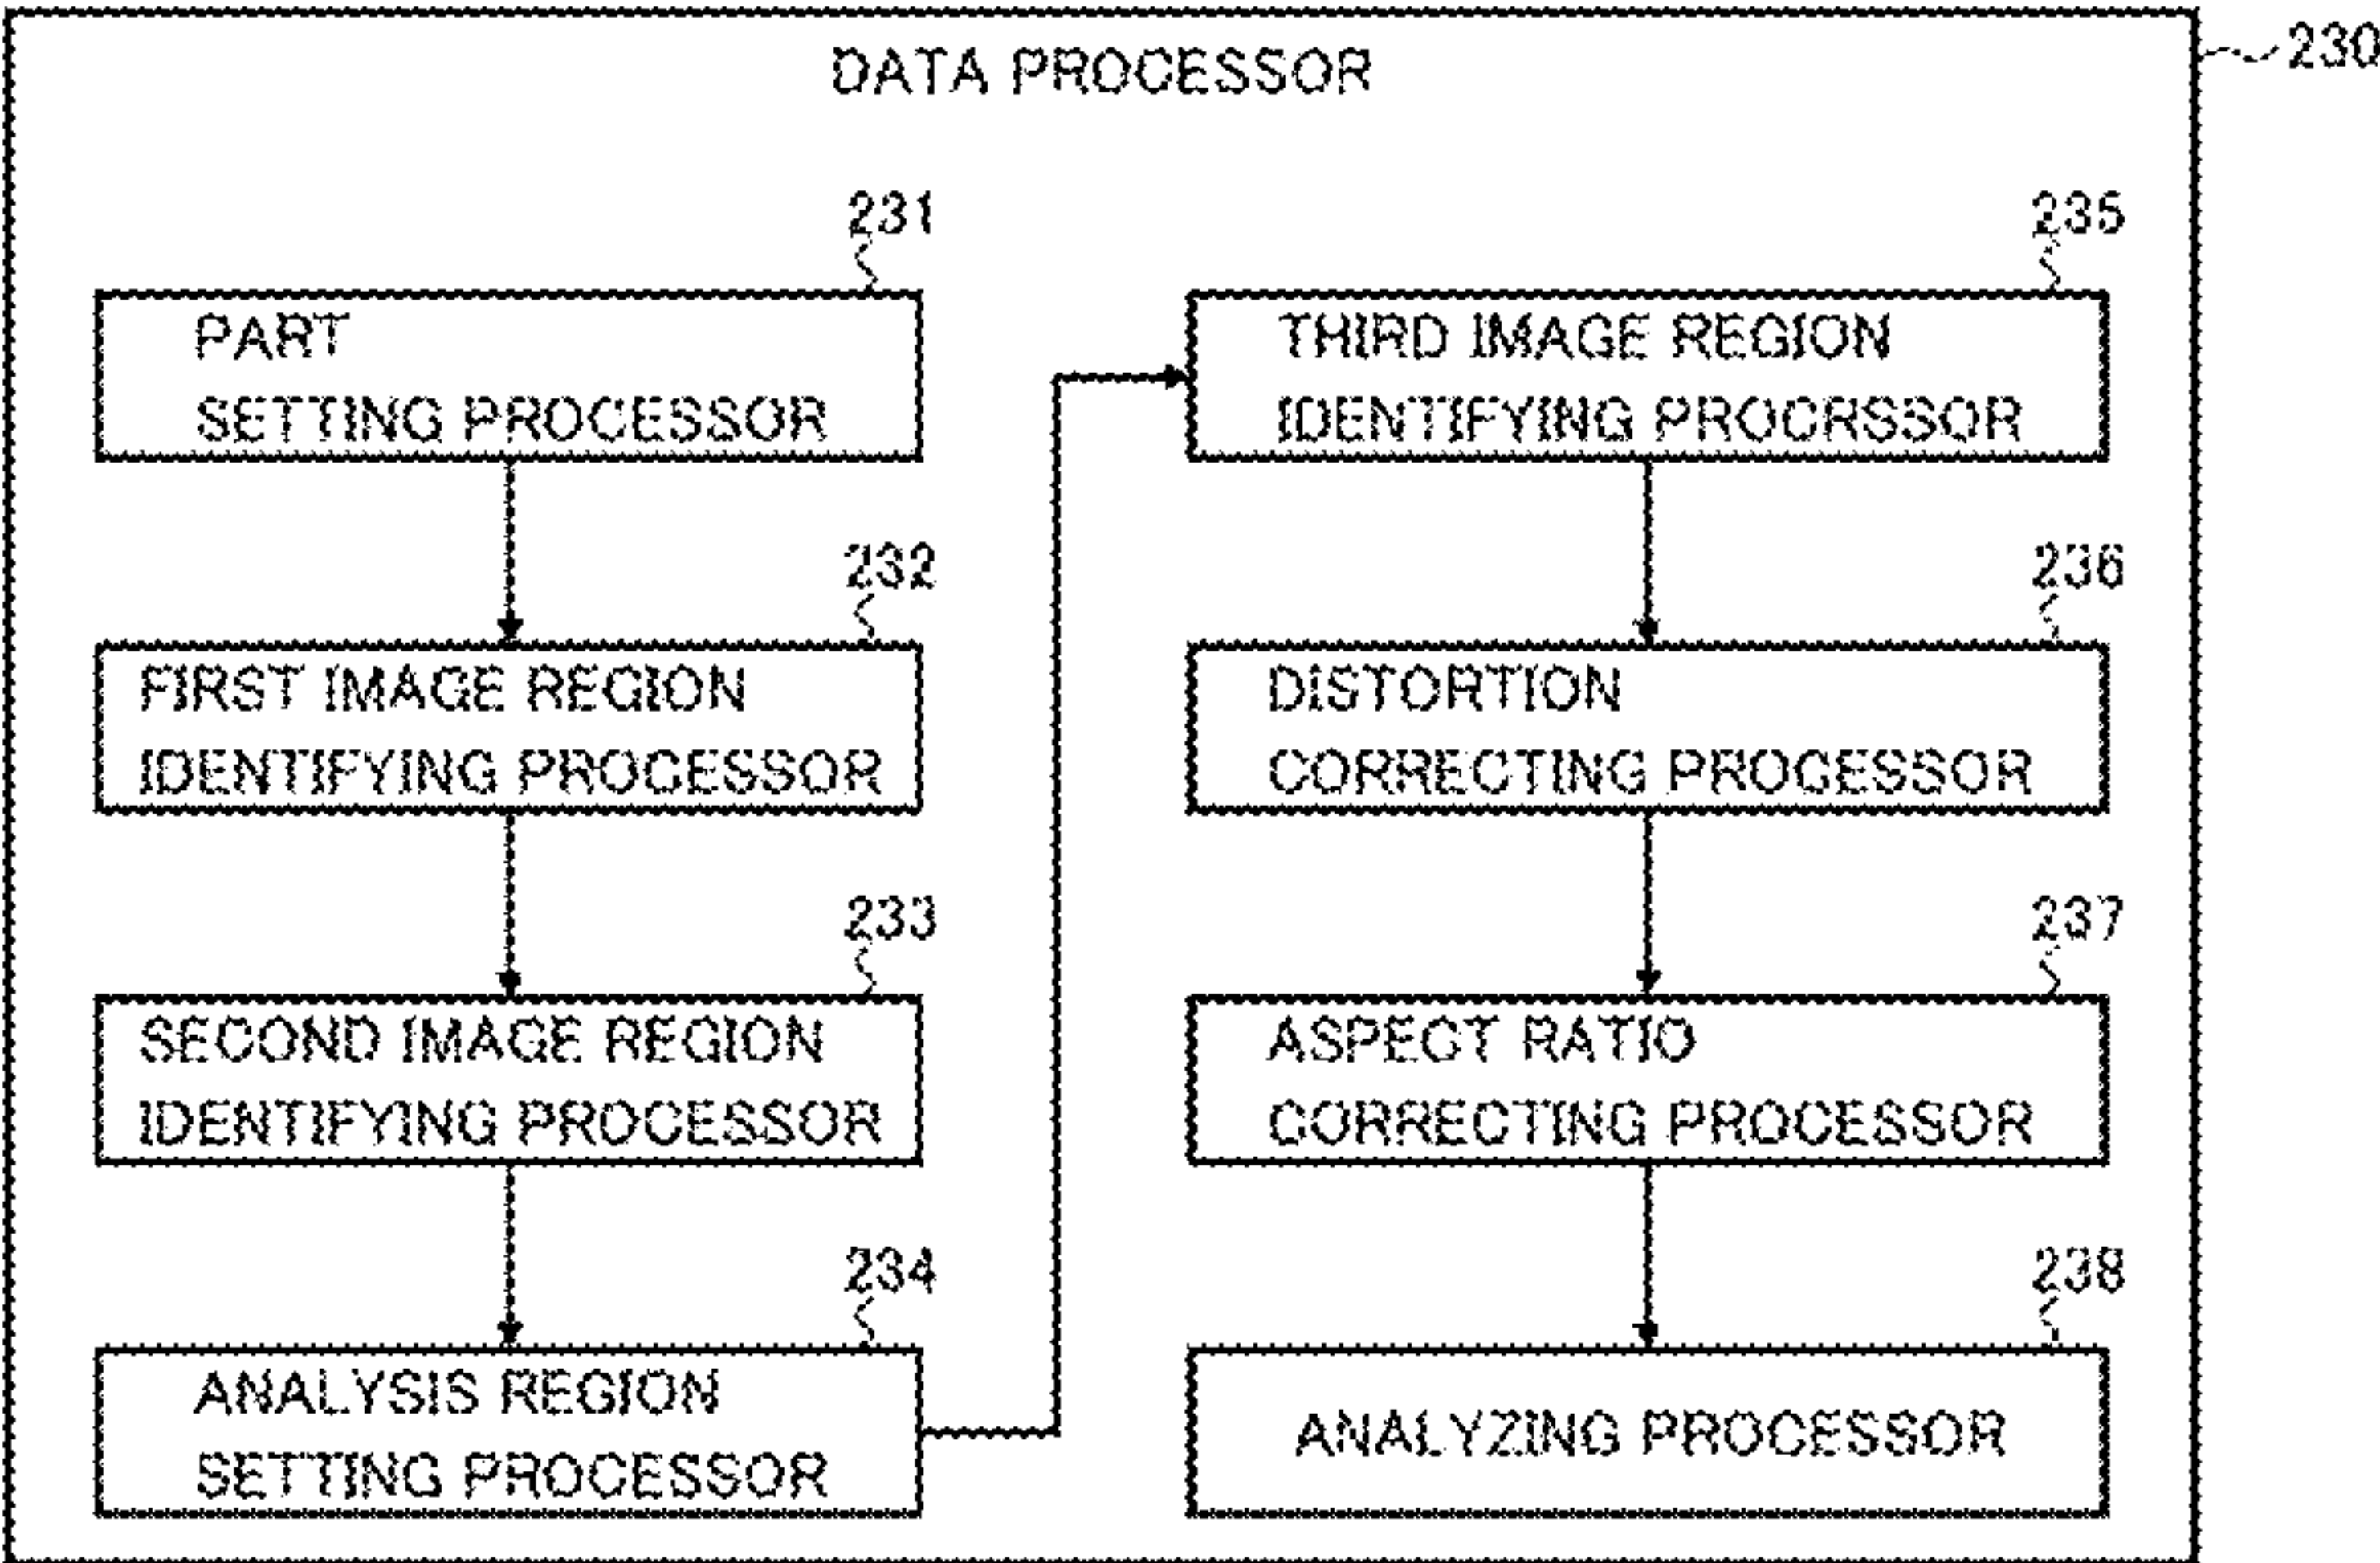 DATA PROCESSOR
230
231
PART
SETTING PROCESSOR
232
FIRST IMAGE REGION
IDENTIFYING PROCESSOR
233
SECOND IMAGE REGION
IDENTIFYING PROCESSOR
234
ANALYSIS REGION
SETTING PROCESSOR
235
THIRD IMAGE REGION
IDENTIFYING PROCRSSOR
236
DISTORTION
CORRECTING PROCESSOR
237
ASPECT RATIO
CORRECTING PROCESSOR
238
ANALYZING PROCESSOR